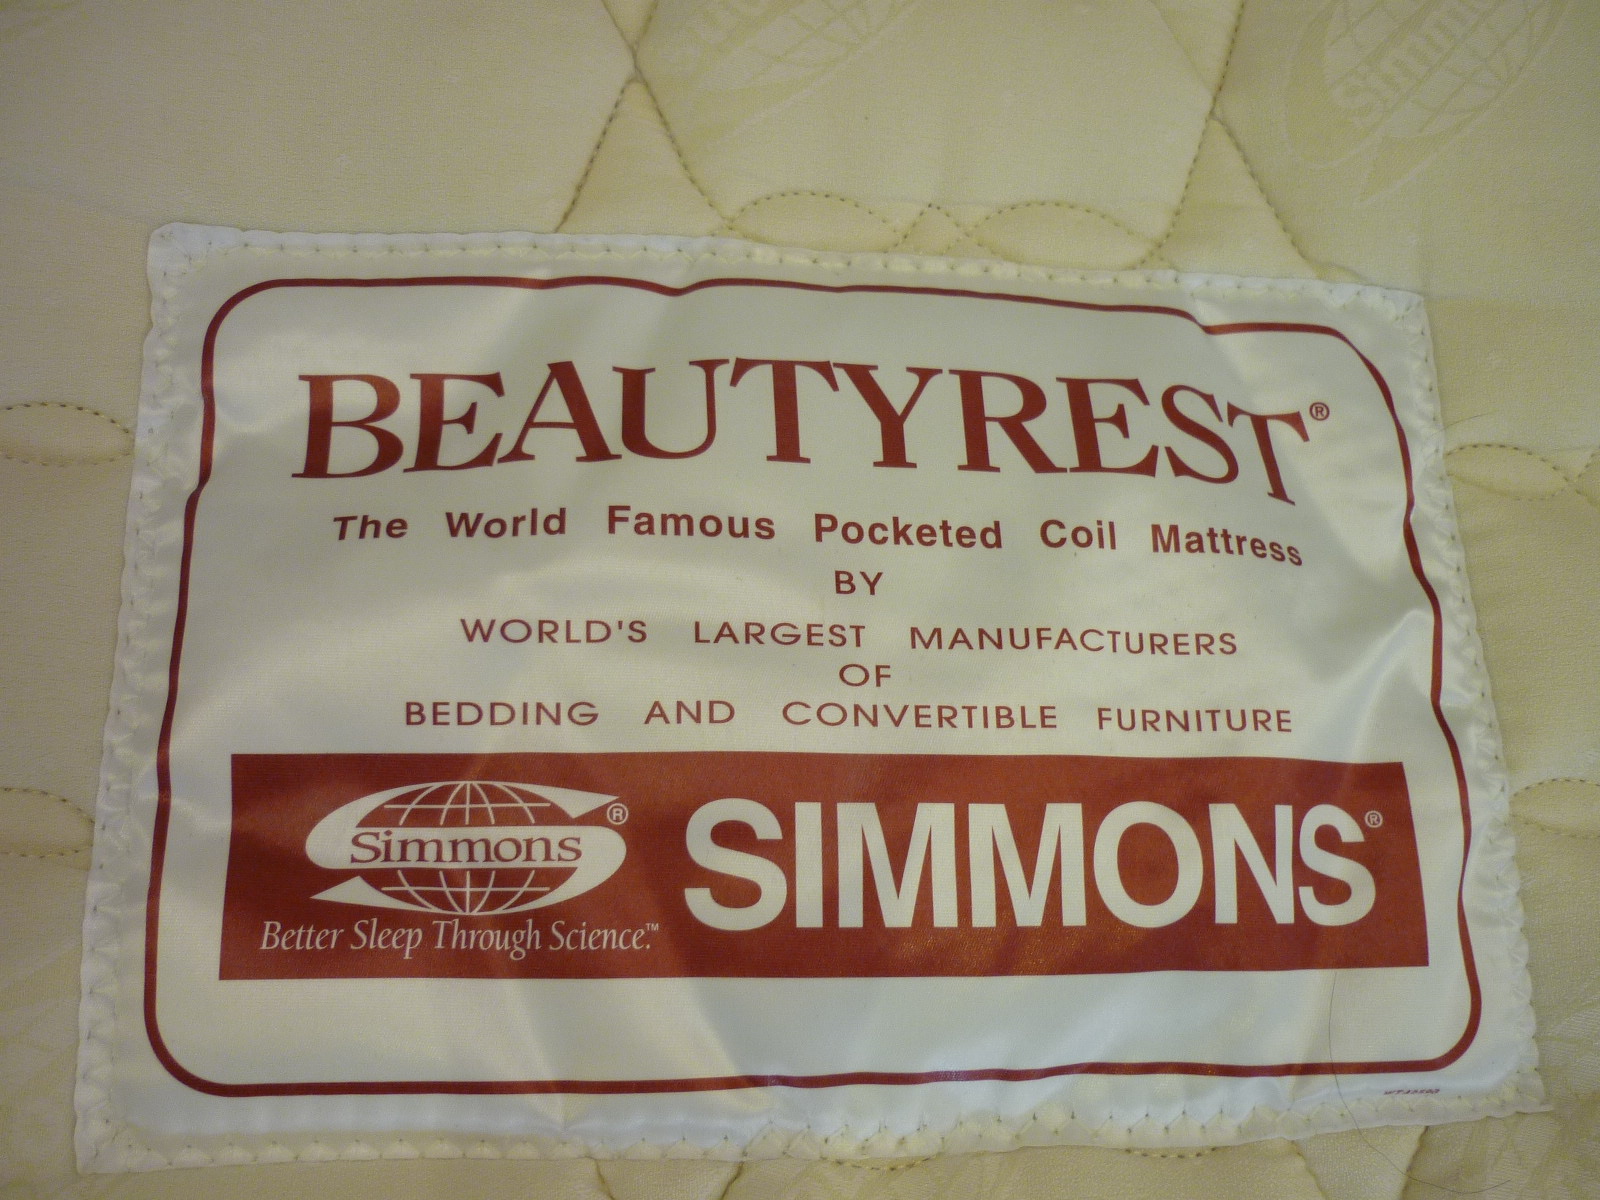 BEAUTYREST®
The World Famous Pocketed Coil Mattress
BY
WORLD'S LARGEST MANUFACTURERS
OF
BEDDING AND CONVERTIBLE FURNITURE
Simmons®
Better Sleep Through Science.™
SIMMONS®
Simmons